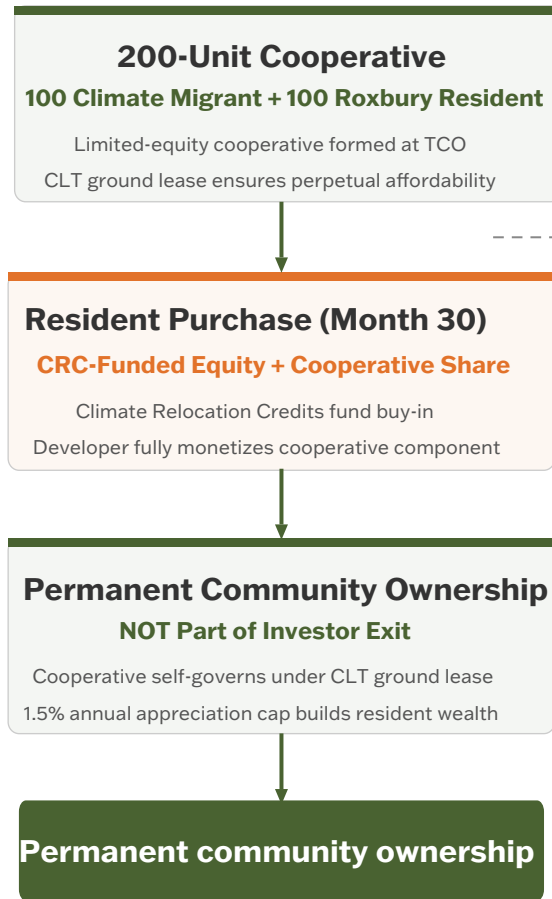 200-Unit Cooperative
100 Climate Migrant + 100 Roxbury Resident
Limited-equity cooperative formed at TCO
CLT ground lease ensures perpetual affordability
Resident Purchase (Month 30)
CRC-Funded Equity + Cooperative Share
Climate Relocation Credits fund buy-in
Developer fully monetizes cooperative component
Permanent Community Ownership
NOT Part of Investor Exit
Cooperative self-governs under CLT ground lease
1.5% annual appreciation cap builds resident wealth
Permanent community ownership